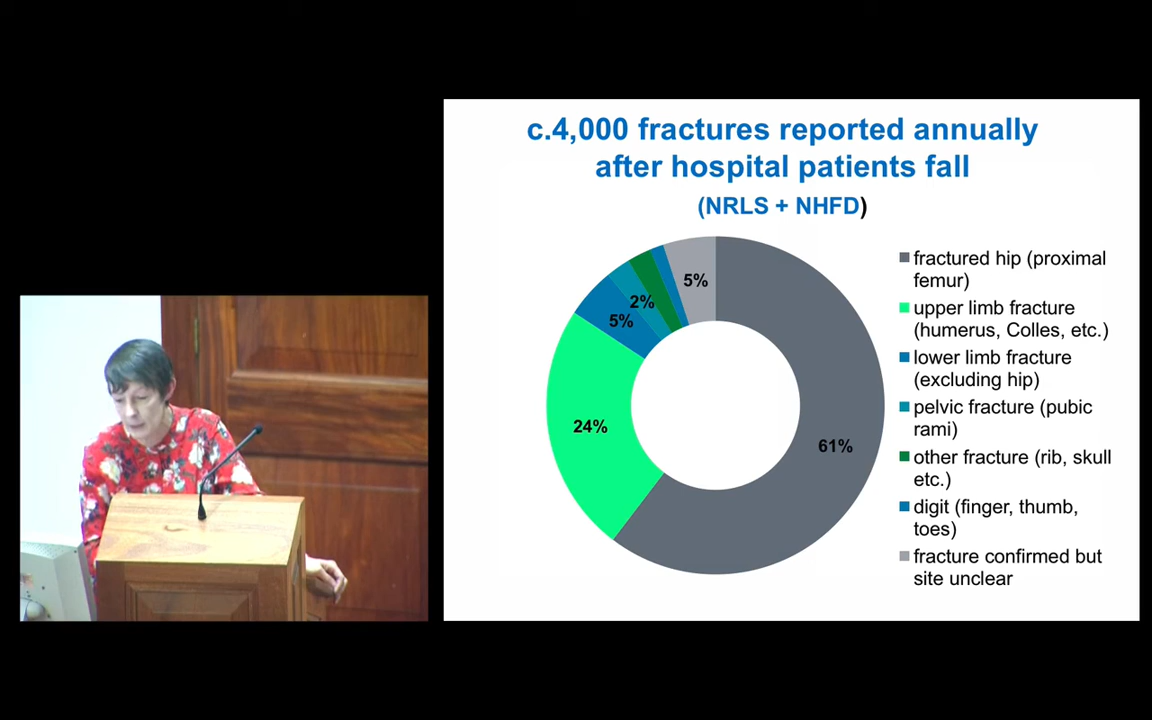 c.4,000 fractures reported annually
after hospital patients fall
(NRLS + NHFD)
5%
2%
5%
24%
61%
fractured hip (proximal
femur)
upper limb fracture
(humerus, Colles, etc.)
lower limb fracture
(excluding hip)
pelvic fracture (pubic
rami)
other fracture (rib, skull
etc.)
digit (finger, thumb,
toes)
fracture confirmed but
site unclear